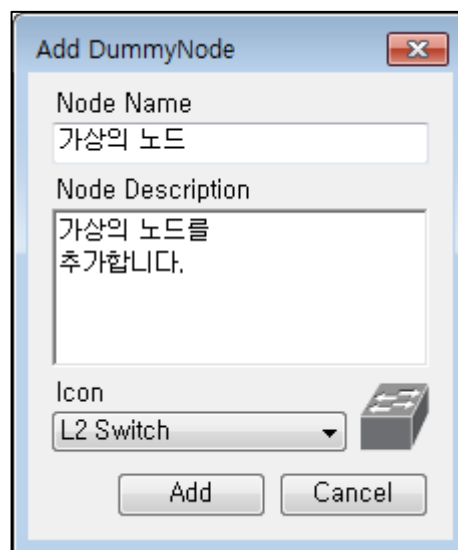 Add DummyNode
Node Name
가상의 노드
Node Description
가상의 노드를
추가합니다.
Icon
L2 Switch
Add Cancel